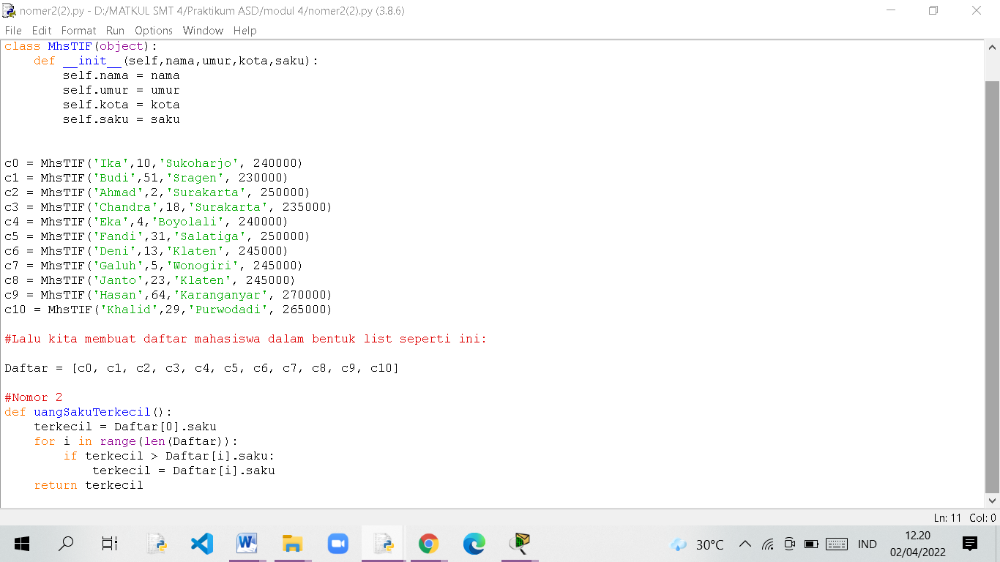 nomer2(2).py - D:/MATKUL SMT 4/Praktikum ASD/modul 4/nomer2(2).py (3.8.6)
File Edit Format Run Options Window Help
class MhsTIF(object):
    def __init__(self,nama,umur,kota,saku):
        self.nama = nama
        self.umur = umur
        self.kota = kota
        self.saku = saku
c0 = MhsTIF('Ika',10,'Sukoharjo', 240000)
c1 = MhsTIF('Budi',51,'Sragen', 230000)
c2 = MhsTIF('Ahmad',2,'Surakarta', 250000)
c3 = MhsTIF('Chandra',18,'Surakarta', 235000)
c4 = MhsTIF('Eka',4,'Boyolali', 240000)
c5 = MhsTIF('Fandi',31,'Salatiga', 250000)
c6 = MhsTIF('Deni',13,'Klaten', 245000)
c7 = MhsTIF('Galuh',5,'Wonogiri', 245000)
c8 = MhsTIF('Janto',23,'Klaten', 245000)
c9 = MhsTIF('Hasan',64,'Karanganyar', 270000)
c10 = MhsTIF('Khalid',29,'Purwodadi', 265000)
#Lalu kita membuat daftar mahasiswa dalam bentuk list seperti ini:
Daftar = [c0, c1, c2, c3, c4, c5, c6, c7, c8, c9, c10]
#Nomor 2
def uangSakuTerkecil():
    terkecil = Daftar[0].saku
    for i in range(len(Daftar)):
        if terkecil > Daftar[i].saku:
            terkecil = Daftar[i].saku
    return terkecil
Ln: 11 Col: 0
30°C IND 12.20
02/04/2022